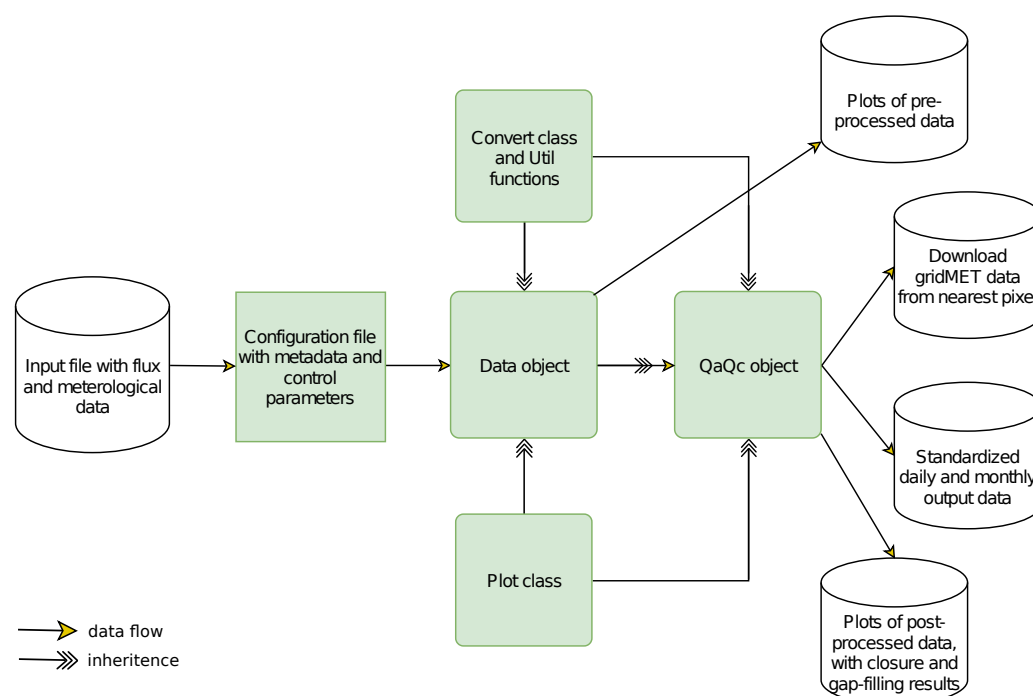 Plots of pre-
processed data
Convert class
and Util
functions
Download
gridMET data
from nearest pixe
Input file with flux
and meterological
data
Configuration file
with metadata and
control
parameters
Data object
QaQc object
Standardized
daily and monthly
output data
Plot class
Plots of post-
processed data,
with closure and
gap-filling results
data flow
inheritence